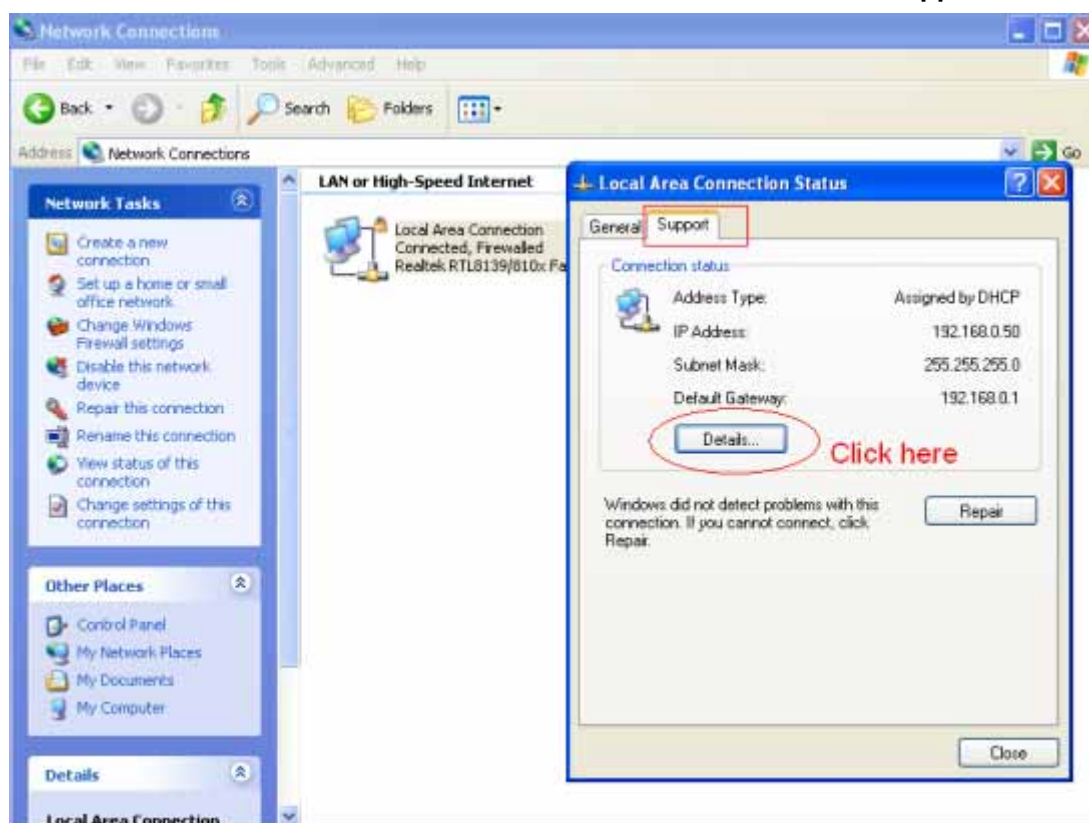 Network Connections
File Edit View Favorites Tools Advanced Help
Back Search Folders
Address Network Connections Go
Network Tasks
Create a new
connection
Set up a home or small
office network
Change Windows
Firewall settings
Disable this network
device
Repair this connection
Rename this connection
View status of this
connection
Change settings of this
connection
Other Places
Control Panel
My Network Places
My Documents
My Computer
Details
Local Area Connection
LAN or High-Speed Internet
Local Area Connection
Connected, Firewalled
Realtek RTL8139/810x Fa
Local Area Connection Status
General Support
Connection status
Address Type: Assigned by DHCP
IP Address: 192.168.0.50
Subnet Mask: 255.255.255.0
Default Gateway: 192.168.0.1
Details...
Click here
Windows did not detect problems with this
connection. If you cannot connect, click
Repair.
Repair
Close